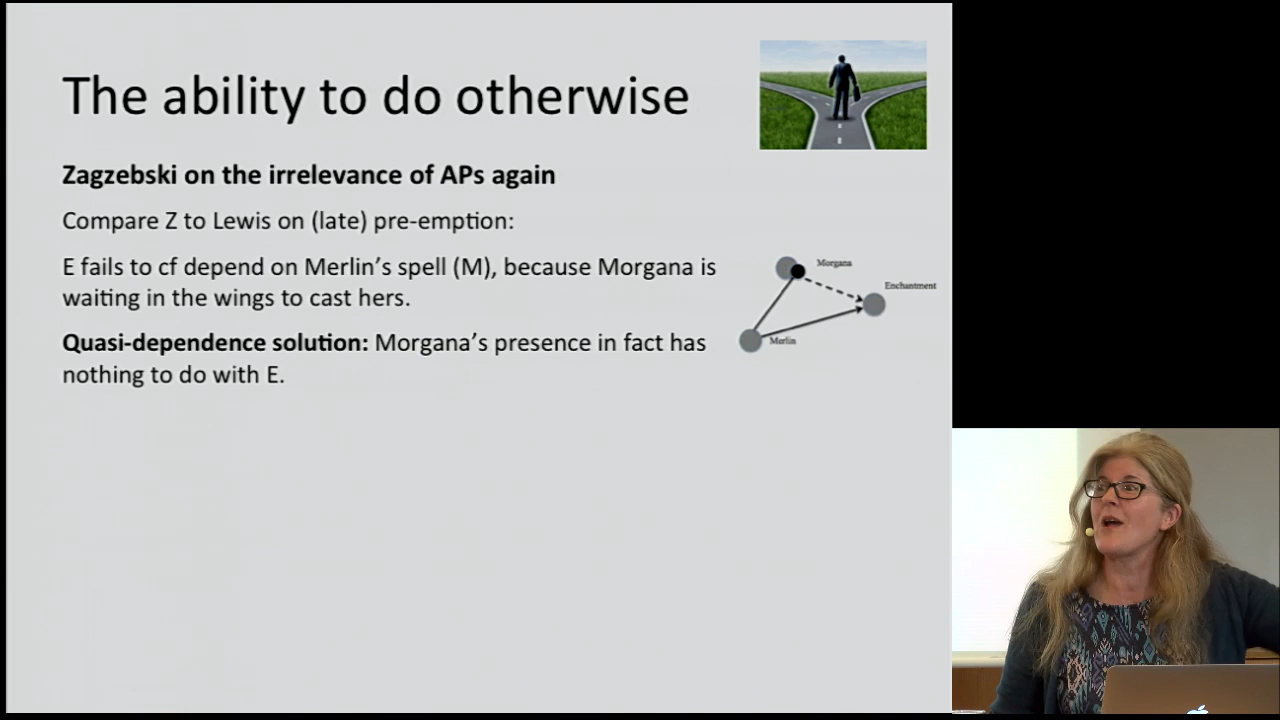 The ability to do otherwise
Zagzebski on the irrelevance of APs again
Compare Z to Lewis on (late) pre-emption:
E fails to cf depend on Merlin's spell (M), because Morgana is
waiting in the wings to cast hers.
Quasi-dependence solution: Morgana's presence in fact has
nothing to do with E.
Morgana
Enchantment
Merlin